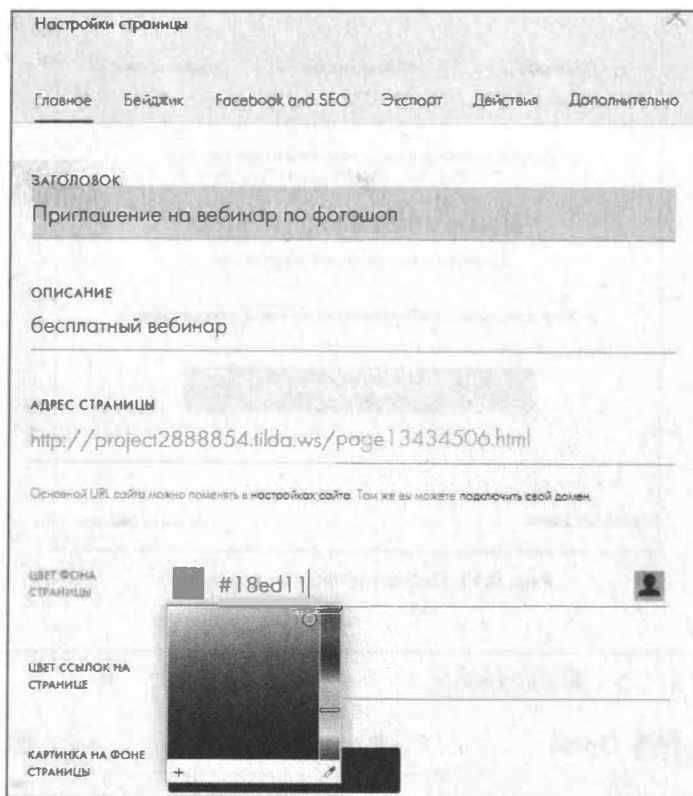 Настройки страницы
Главное Бейджик Facebook and SEO Экспорт Действия Дополнительно
ЗАГОЛОВОК
Приглашение на вебинар по фотошоп
ОПИСАНИЕ
бесплатный вебинар
АДРЕС СТРАНИЦЫ
http://project2888854.tilda.ws/page13434506.html
Основной URL сайта можно поменять в настройках сайта. Там же вы можете подключить свой домен.
ЦВЕТ ФОНА
СТРАНИЦЫ
#18ed11
ЦВЕТ ССЫЛОК НА
СТРАНИЦЕ
КАРТИНКА НА ФОНЕ
СТРАНИЦЫ